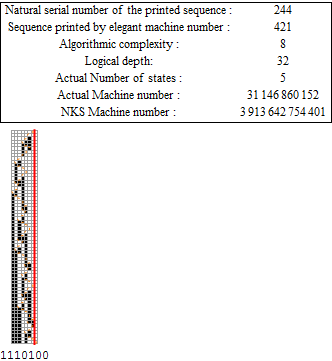 Natural serial number of the printed sequence : 244
Sequence printed by elegant machine number : 421
Algorithmic complexity : 8
Logical depth: 32
Actual Number of states : 5
Actual Machine number : 31 146 860 152
NKS Machine number : 3 913 642 754 401
1110100